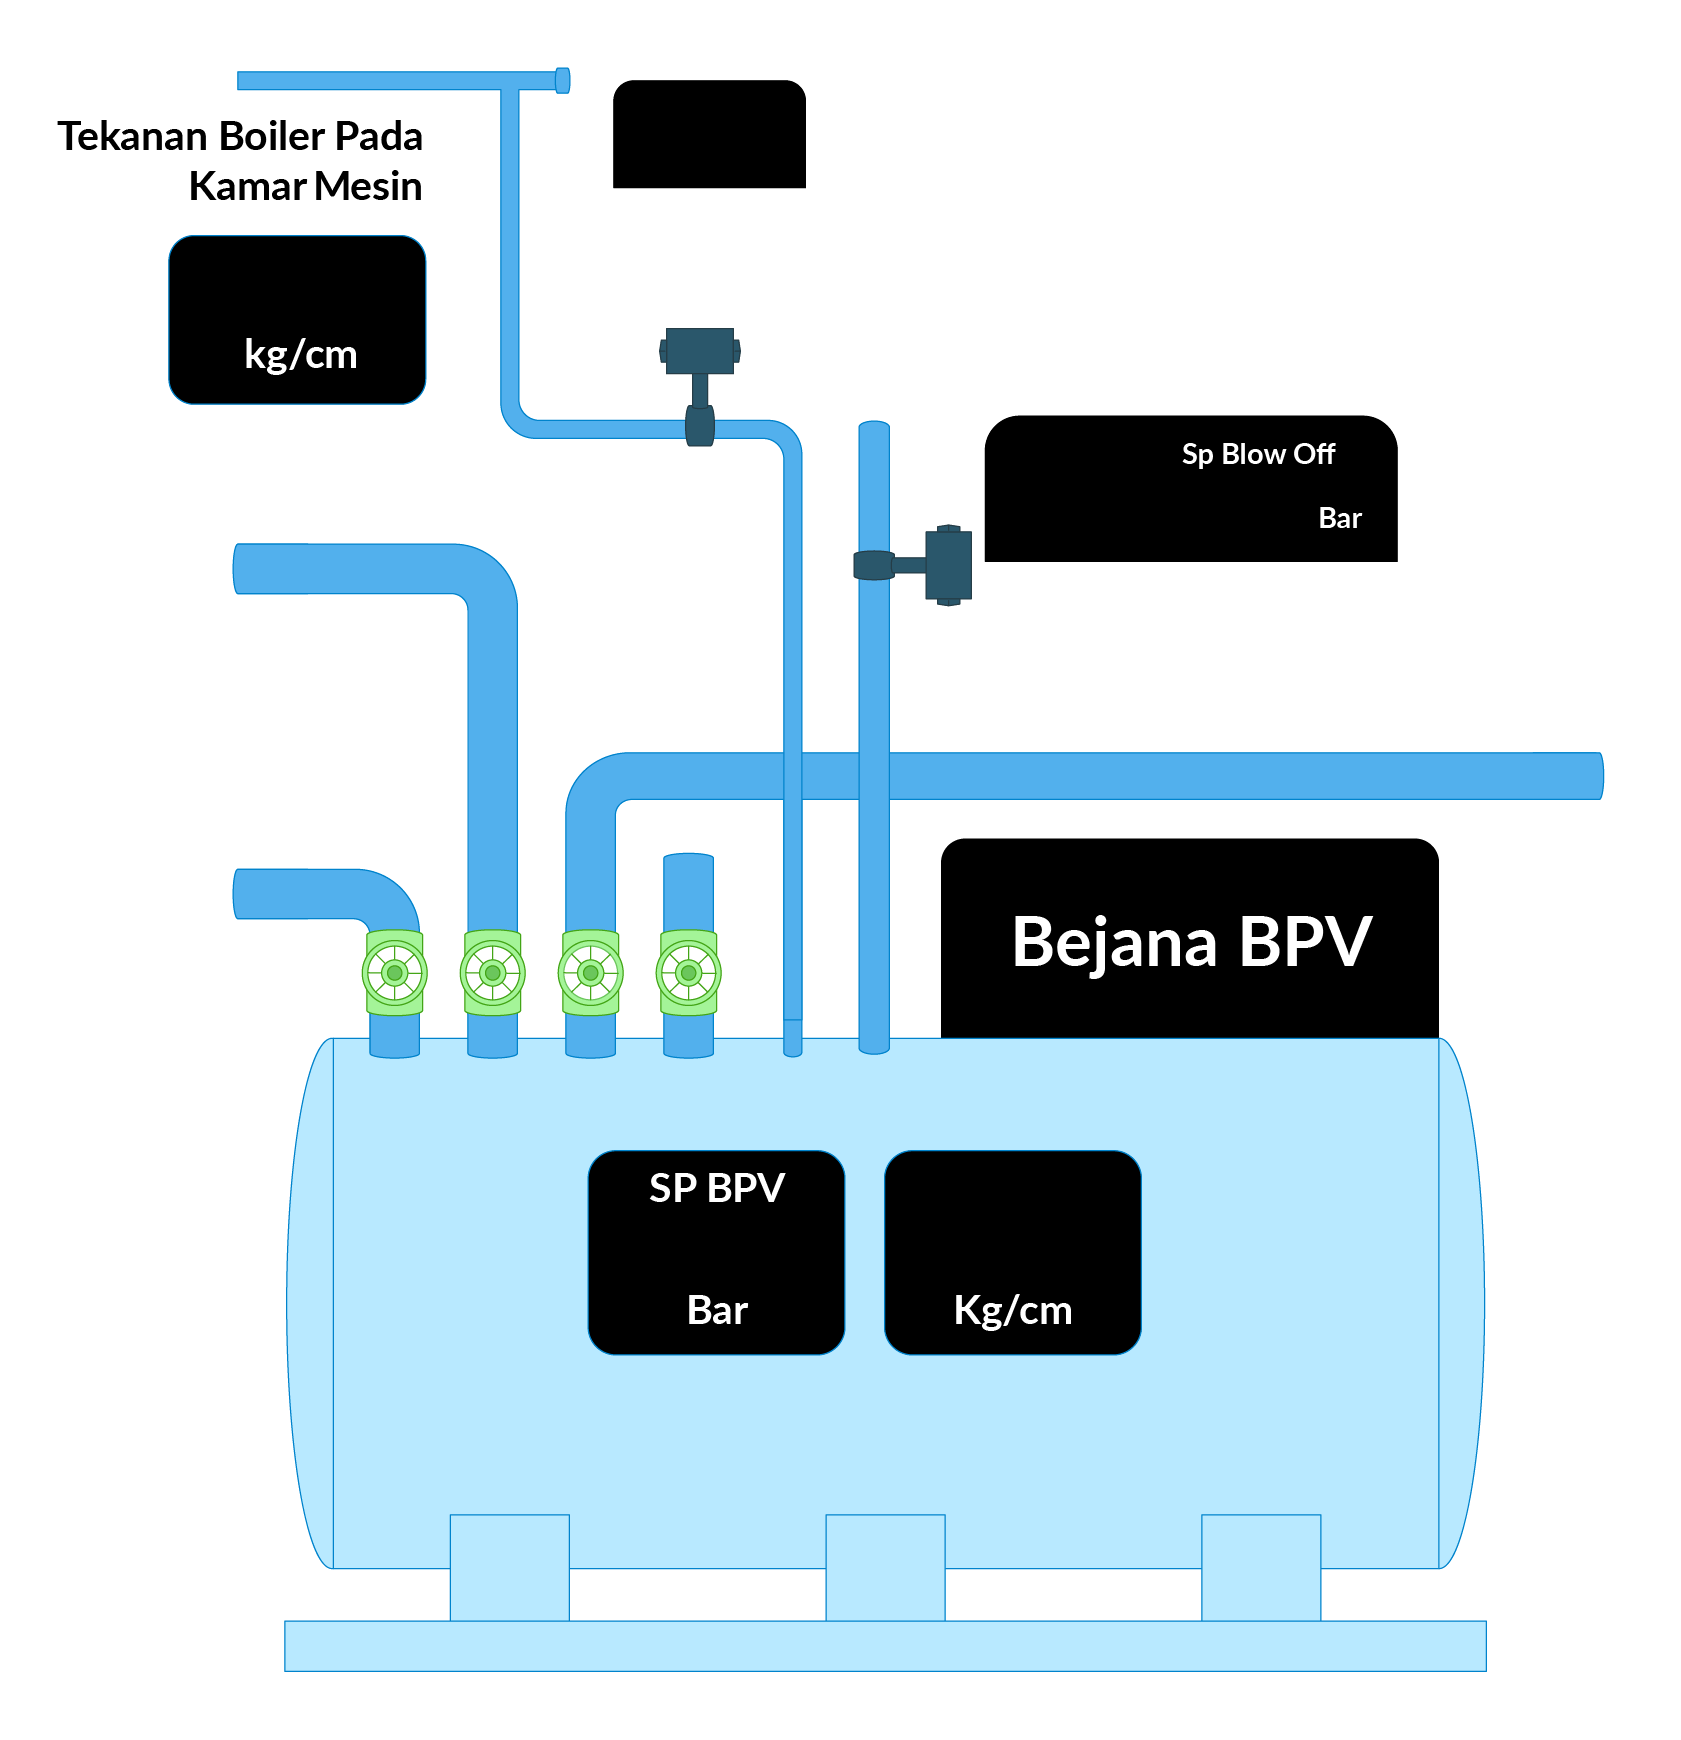 Tekanan Boiler Pada
Kamar Mesin
kg/cm
Sp Blow Off
Bar
Bejana BPV
SP BPV
Bar
Kg/cm